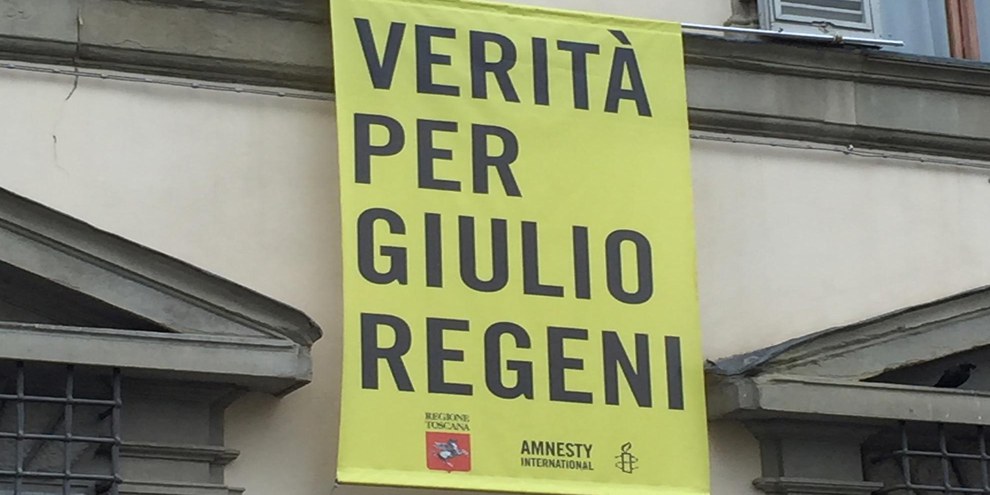 VERITÀ
PER
GIULIO
REGENI
REGIONE
TOSCANA
AMNESTY
INTERNATIONAL